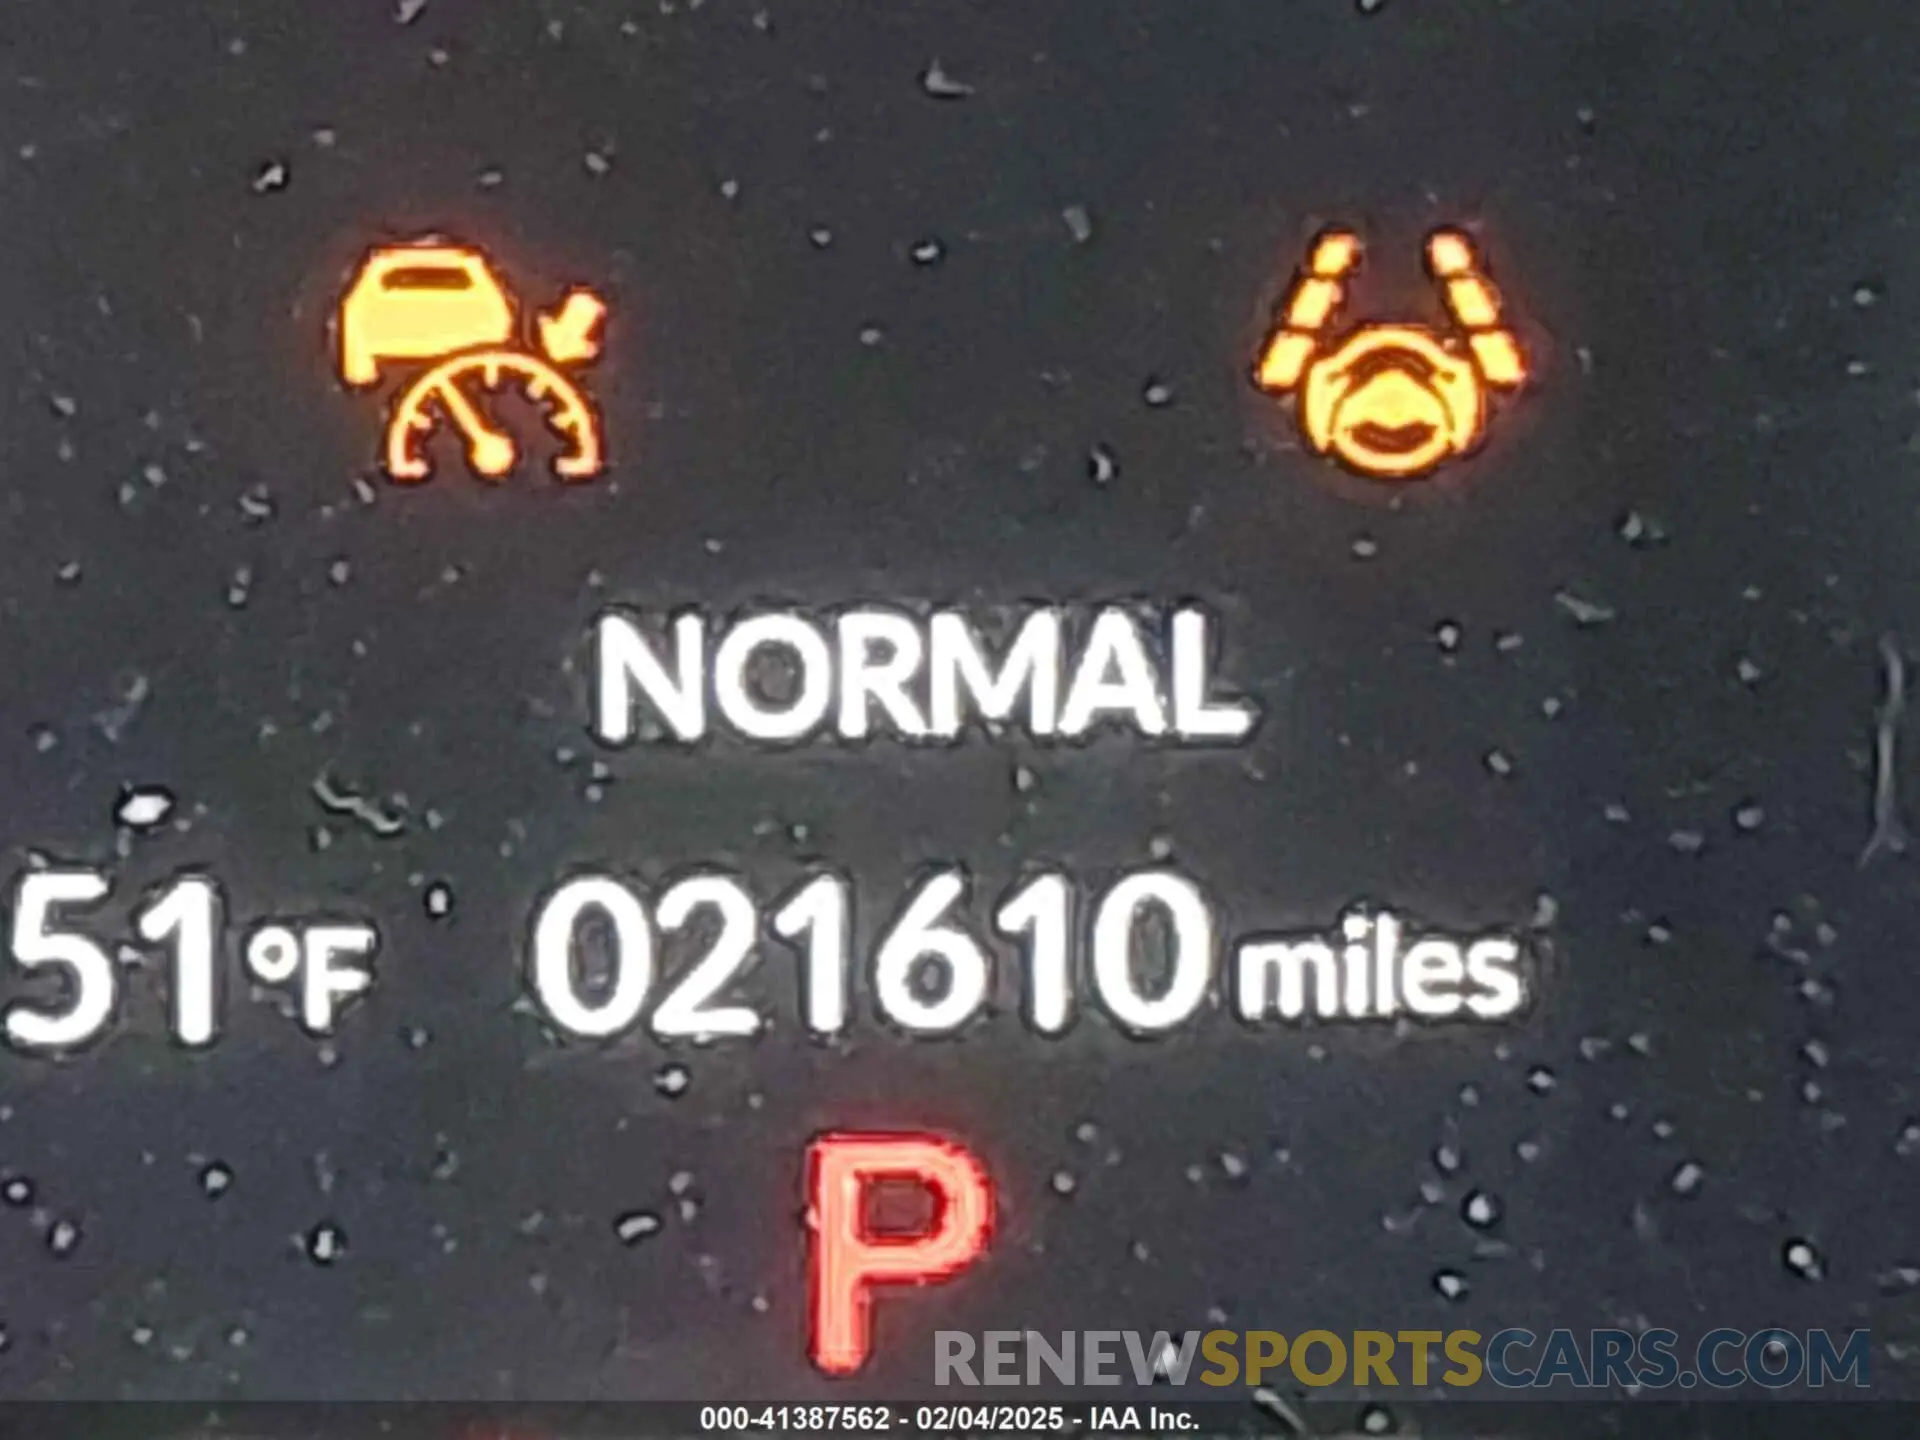 NORMAL
51°F 021610 miles
P
RENEWSPORTSCARS.COM
000-41387562 - 02/04/2025 - IAA Inc.